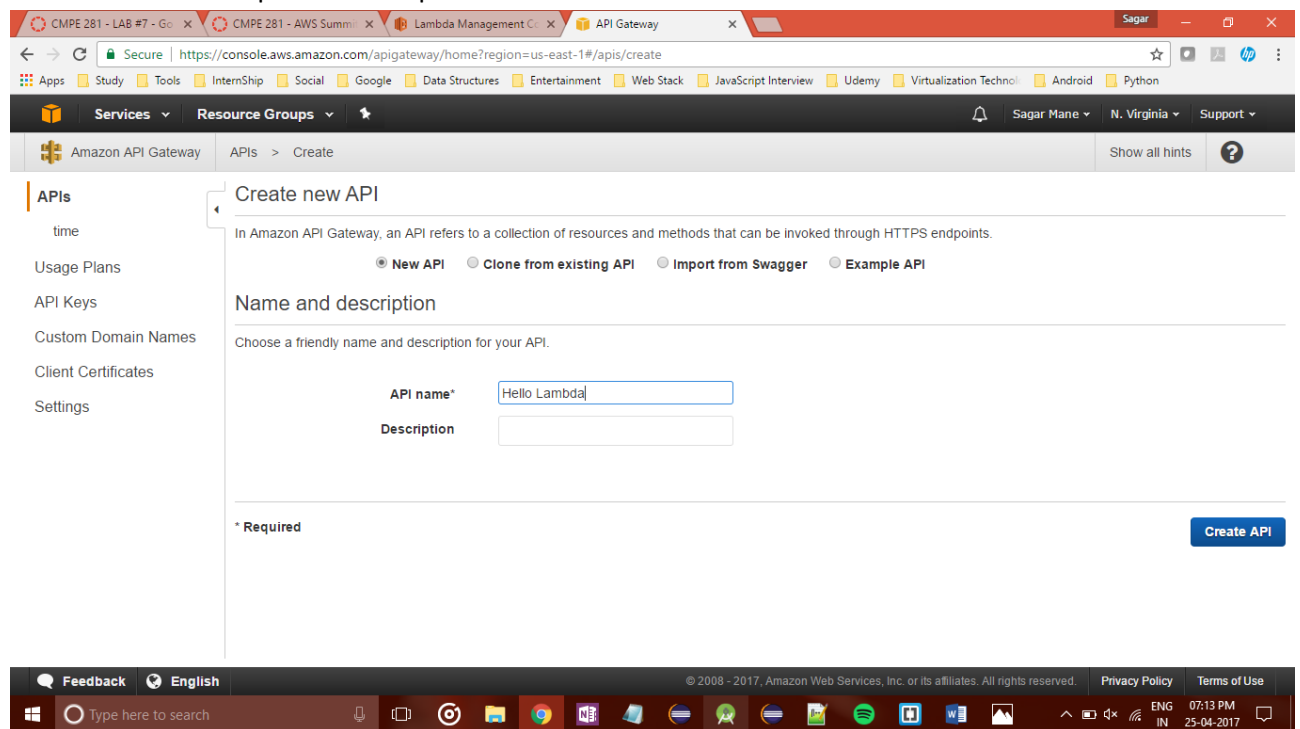 CMPE 281 - LAB #7 - Go
CMPE 281 - AWS Summi
Lambda Management Co
API Gateway
Sagar
Secure | https://console.aws.amazon.com/apigateway/home?region=us-east-1#/apis/create
Apps Study Tools InternShip Social Google Data Structures Entertainment Web Stack JavaScript Interview Udemy Virtualization Technol Android Python
Services Resource Groups Sagar Mane N. Virginia Support
Amazon API Gateway APIs > Create Show all hints ?
APIs
time
Usage Plans
API Keys
Custom Domain Names
Client Certificates
Settings
Create new API
In Amazon API Gateway, an API refers to a collection of resources and methods that can be invoked through HTTPS endpoints.
New API Clone from existing API Import from Swagger Example API
Name and description
Choose a friendly name and description for your API.
API name* Hello Lambda
Description
* Required
Create API
Feedback English © 2008 - 2017, Amazon Web Services, Inc. or its affiliates. All rights reserved. Privacy Policy Terms of Use
Type here to search
ENG 07:13 PM
IN 25-04-2017